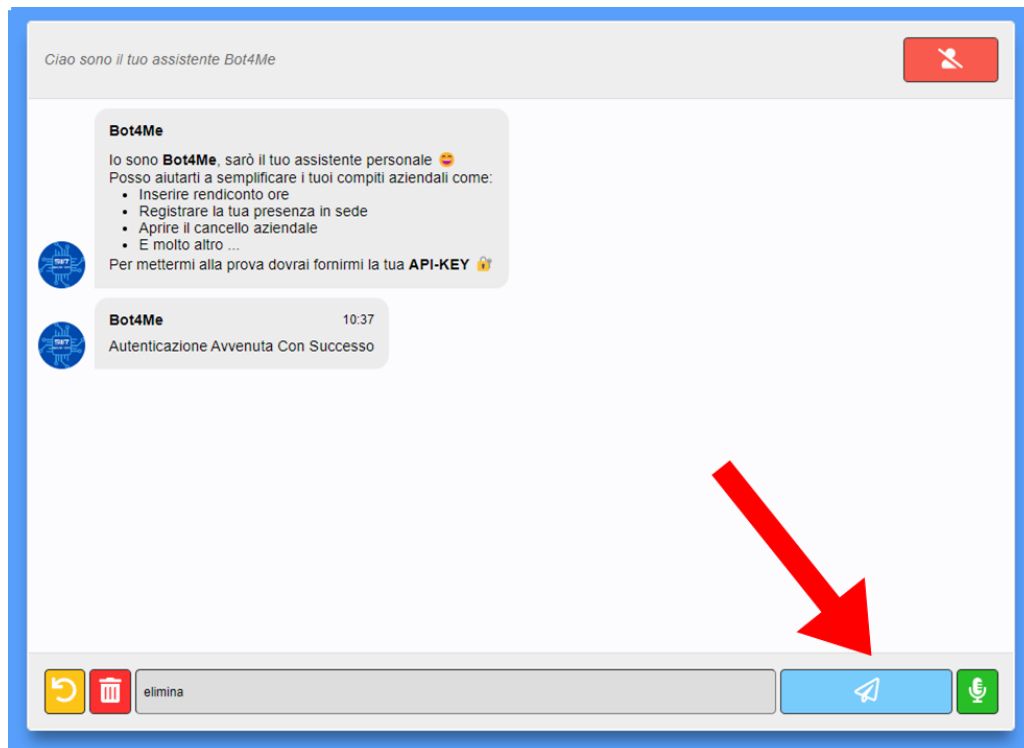 Ciao sono il tuo assistente Bot4Me
Bot4Me
Io sono Bot4Me, sarò il tuo assistente personale 😄
Posso aiutarti a semplificare i tuoi compiti aziendali come:
• Inserire rendiconto ore
• Registrare la tua presenza in sede
• Aprire il cancello aziendale
• E molto altro ...
Per mettermi alla prova dovrai fornirmi la tua API-KEY 🔐
Bot4Me 10:37
Autenticazione Avvenuta Con Successo
elimina